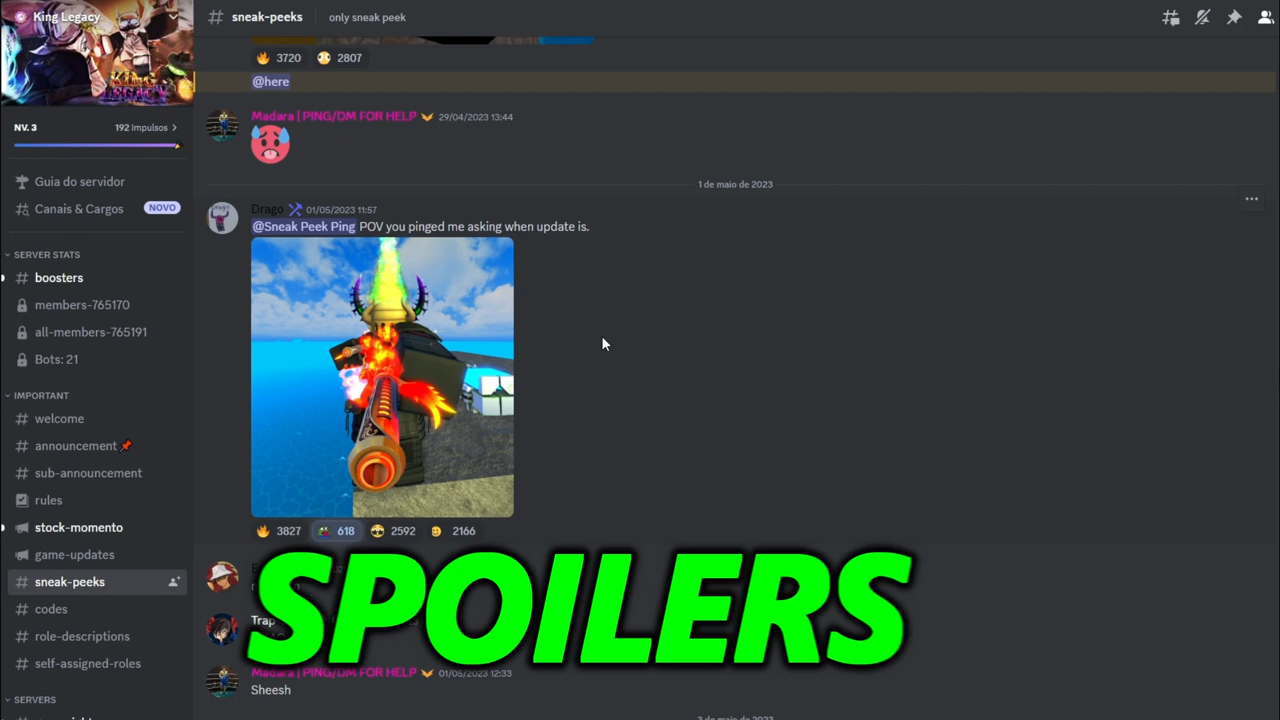 King Legacy
KING
LEGACY
NV. 3
192 Impulsos
Guia do servidor
Canais & Cargos
NOVO
SERVER STATS
boosters
members-765170
all-members-765191
Bots: 21
IMPORTANT
welcome
announcement
sub-announcement
rules
stock-momento
game-updates
sneak-peeks
codes
role-descriptions
self-assigned-roles
SERVERS
sneak-peeks
only sneak peek
3720
2807
@here
Madara | PING/DM FOR HELP 29/04/2023 13:44
1 de maio de 2023
Drago 01/05/2023 11:57
@Sneak Peek Ping POV you pinged me asking when update is.
3827
618
2592
2166
SPOILERS
Trap
Madara | PING/DM FOR HELP 01/05/2023 12:33
Sheesh